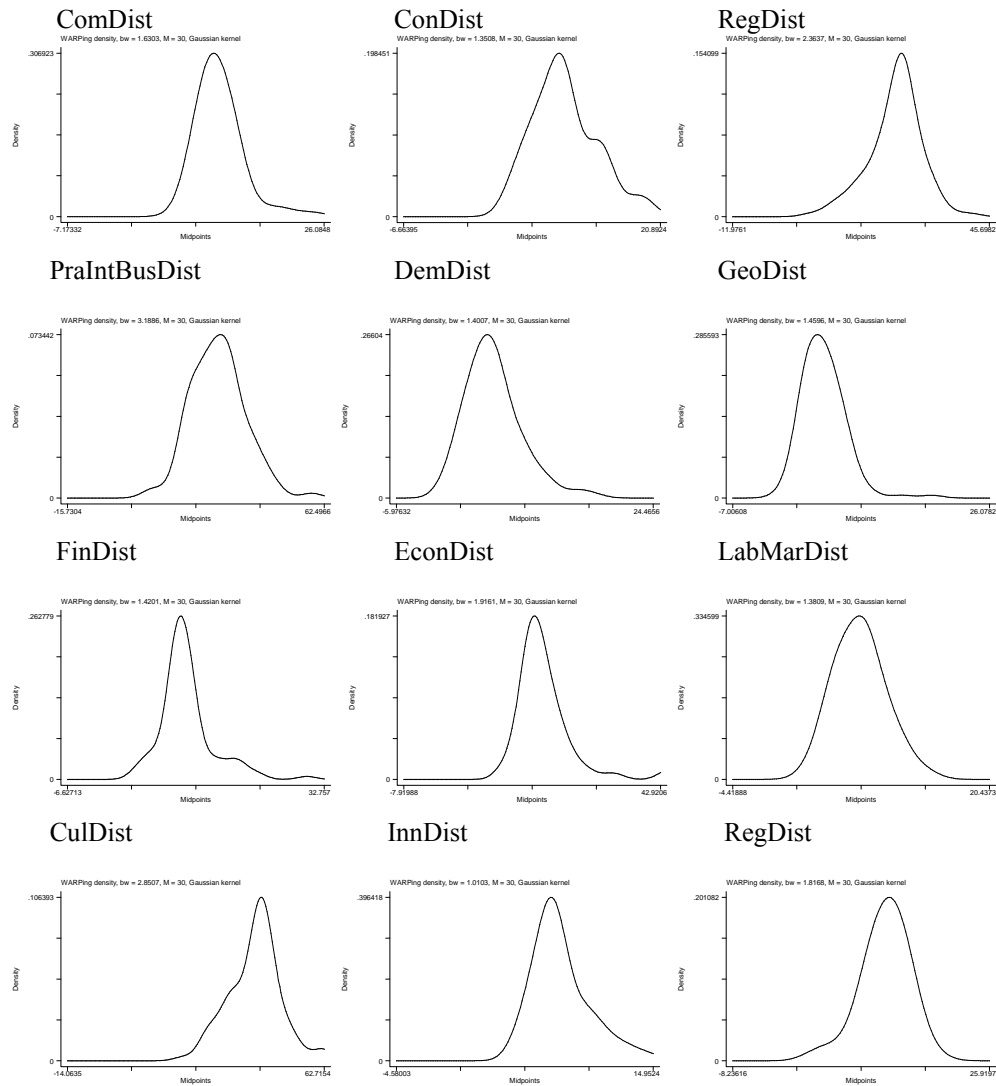 ComDist ConDist RegDist
WARPing density, bw = 1.6303, M = 30, Gaussian kernel
.306923
Density
0
-7.17332
Midpoints
26.0848
WARPing density, bw = 1.3508, M = 30, Gaussian kernel
.198451
Density
0
-6.66395
Midpoints
20.8924
WARPing density, bw = 2.3637, M = 30, Gaussian kernel
.154099
Density
0
-11.9761
Midpoints
45.6982
PraIntBusDist DemDist GeoDist
WARPing density, bw = 3.1886, M = 30, Gaussian kernel
.073442
Density
0
-15.7304
Midpoints
62.4966
WARPing density, bw = 1.4007, M = 30, Gaussian kernel
.26604
Density
0
-5.97632
Midpoints
24.4656
WARPing density, bw = 1.4596, M = 30, Gaussian kernel
.285593
Density
0
-7.00608
Midpoints
26.0782
FinDist EconDist LabMarDist
WARPing density, bw = 1.4201, M = 30, Gaussian kernel
.262779
Density
0
-6.62713
Midpoints
32.757
WARPing density, bw = 1.9161, M = 30, Gaussian kernel
.181927
Density
0
-7.91988
Midpoints
42.9206
WARPing density, bw = 1.3809, M = 30, Gaussian kernel
.334599
Density
0
-4.41888
Midpoints
20.4373
CulDist InnDist RegDist
WARPing density, bw = 2.8507, M = 30, Gaussian kernel
.106393
Density
0
-14.0635
Midpoints
62.7154
WARPing density, bw = 1.0103, M = 30, Gaussian kernel
.396418
Density
0
-4.58003
Midpoints
14.9524
WARPing density, bw = 1.8168, M = 30, Gaussian kernel
.201082
Density
0
-8.23616
Midpoints
25.9197